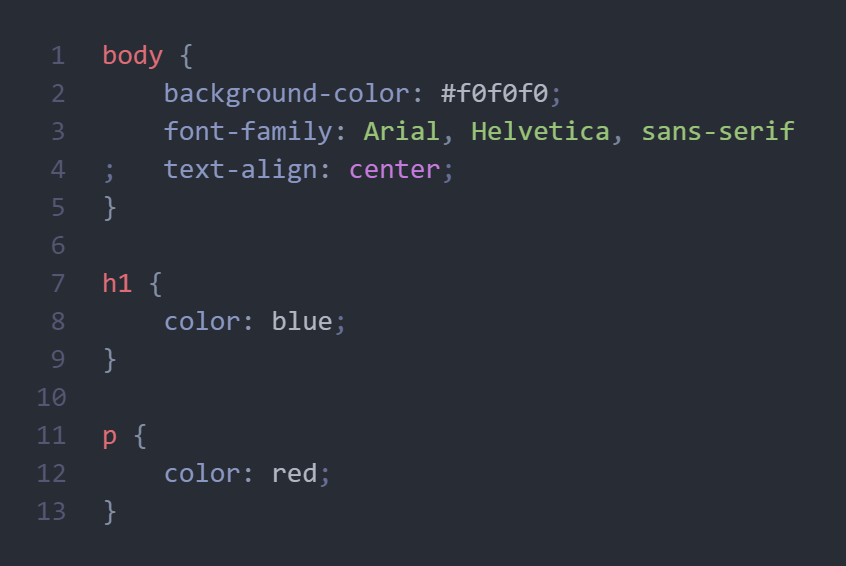 1 body {
2     background-color: #f0f0f0;
3     font-family: Arial, Helvetica, sans-serif
4 ;   text-align: center;
5 }
6
7 h1 {
8     color: blue;
9 }
10
11 p {
12     color: red;
13 }